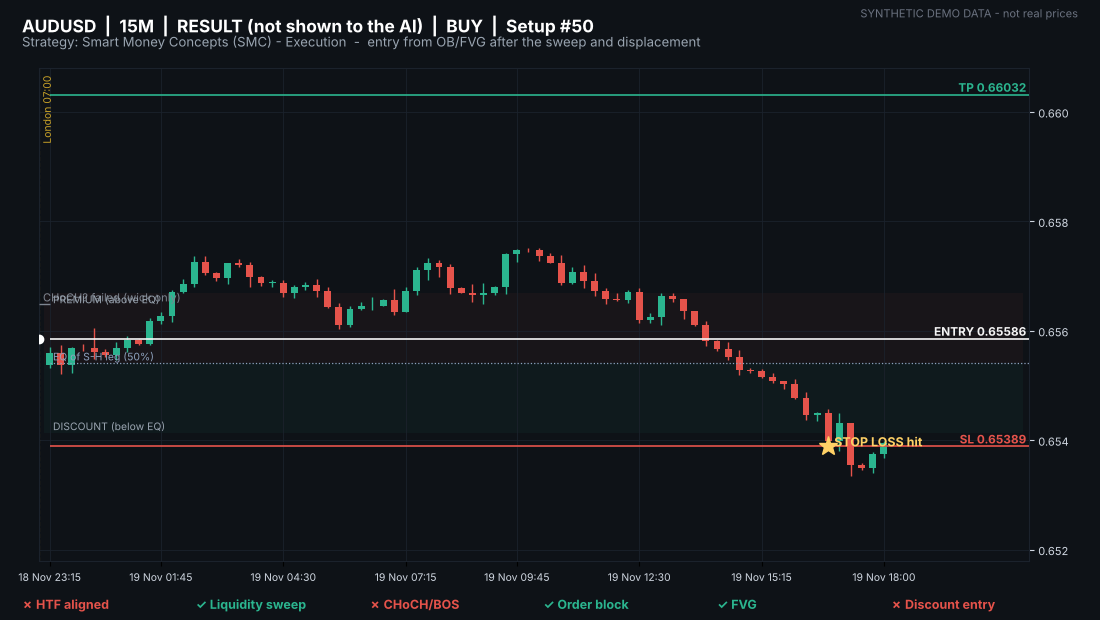 SYNTHETIC DEMO DATA - not real prices
AUDUSD | 15M | RESULT (not shown to the AI) | BUY | Setup #50
Strategy: Smart Money Concepts (SMC) - Execution - entry from OB/FVG after the sweep and displacement
London 07:00
TP 0.66032
0.660
0.658
PREMIUM (above EQ)
ENTRY 0.65586
0.656
(50%)
DISCOUNT (below EQ)
STOP LOSS hit
SL 0.65389
0.654
0.652
18 Nov 23:15
19 Nov 01:45
19 Nov 04:30
19 Nov 07:15
19 Nov 09:45
19 Nov 12:30
19 Nov 15:15
19 Nov 18:00
× HTF aligned
✓ Liquidity sweep
× CHoCH/BOS
✓ Order block
✓ FVG
× Discount entry